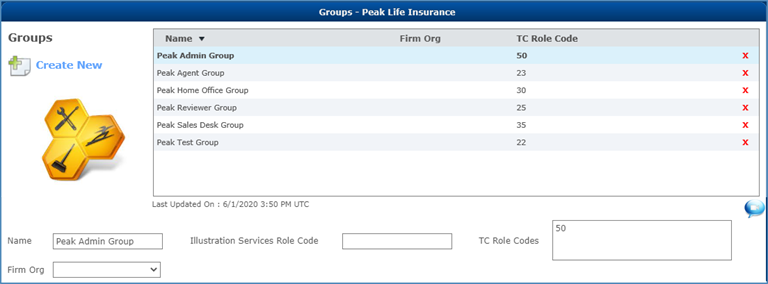 Groups - Peak Life Insurance
Groups
Create New
Name ▼ Firm Org TC Role Code
Peak Admin Group 50 X
Peak Agent Group 23 X
Peak Home Office Group 30 X
Peak Reviewer Group 25 X
Peak Sales Desk Group 35 X
Peak Test Group 22 X
Last Updated On : 6/1/2020 3:50 PM UTC
Name Peak Admin Group Illustration Services Role Code TC Role Codes 50
Firm Org